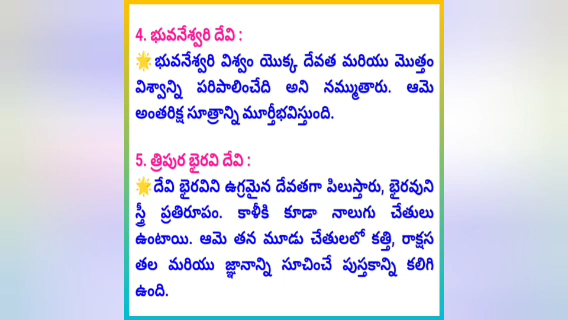 4. భువనేశ్వరి దేవి :
🌟భువనేశ్వరి విశ్వం యొక్క దేవత మరియు మొత్తం
విశ్వాన్ని పరిపాలించేది అని నమ్ముతారు. ఆమె
అంతరిక్ష సూత్రాన్ని మూర్తీభవిస్తుంది.
5. త్రిపుర భైరవి దేవి :
🌟దేవి భైరవిని ఉగ్రమైన దేవతగా పిలుస్తారు, భైరవుని
స్త్రీ ప్రతిరూపం. కాళీకి కూడా నాలుగు చేతులు
ఉంటాయి. ఆమె తన మూడు చేతులలో కత్తి, రాక్షస
తల మరియు జ్ఞానాన్ని సూచించే పుస్తకాన్ని కలిగి
ఉంది.